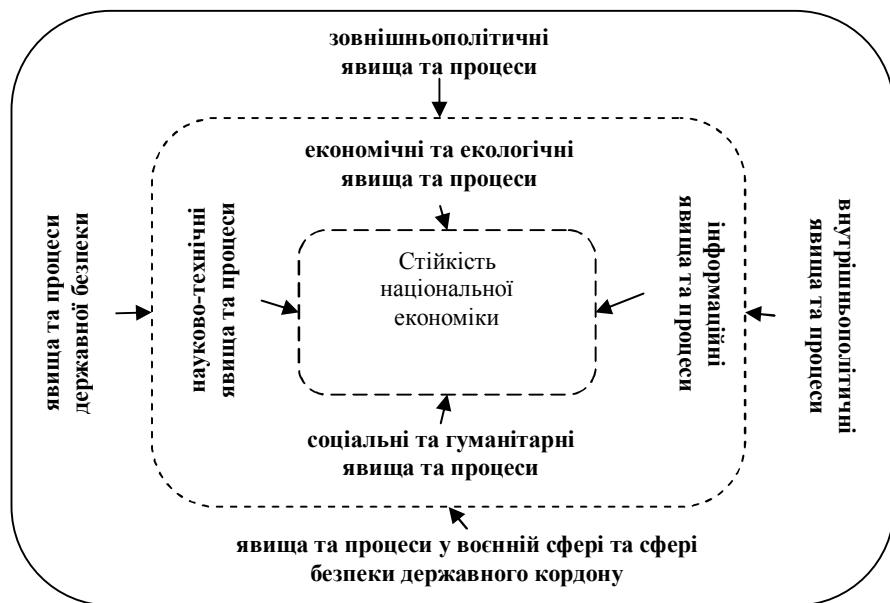 зовнішньополітичні
явища та процеси
економічні та екологічні
явища та процеси
явища та процеси
державної безпеки
науково-технічні
явища та процеси
Стійкість
національної
економіки
інформаційні
явища та процеси
внутрішньополітичні
явища та процеси
соціальні та гуманітарні
явища та процеси
явища та процеси у воєнній сфері та сфері
безпеки державного кордону